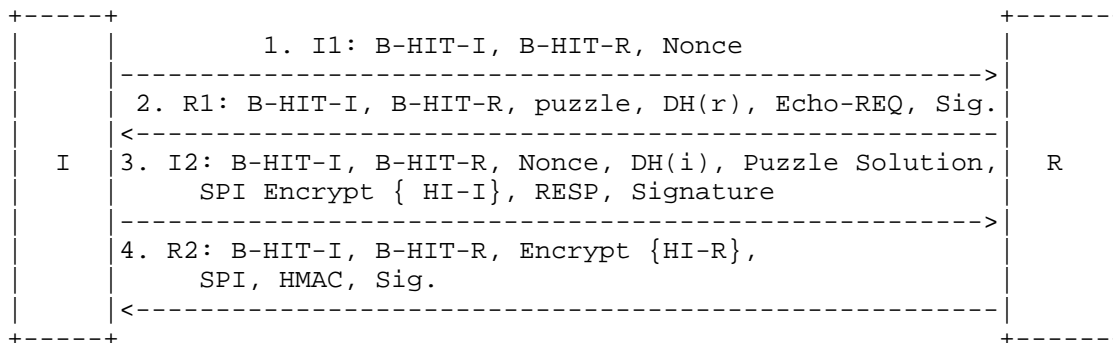 1. I1: B-HIT-I, B-HIT-R, Nonce
2. R1: B-HIT-I, B-HIT-R, puzzle, DH(r), Echo-REQ, Sig.
I 3. I2: B-HIT-I, B-HIT-R, Nonce, DH(i), Puzzle Solution, R
SPI Encrypt { HI-I}, RESP, Signature
4. R2: B-HIT-I, B-HIT-R, Encrypt {HI-R},
SPI, HMAC, Sig.